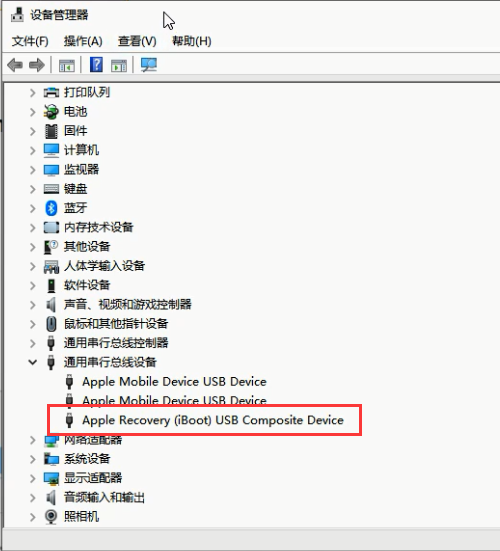 设备管理器
文件(F) 操作(A) 查看(V) 帮助(H)
打印队列
电池
固件
计算机
监视器
键盘
蓝牙
内存技术设备
其他设备
人体学输入设备
软件设备
声音、视频和游戏控制器
鼠标和其他指针设备
通用串行总线控制器
通用串行总线设备
Apple Mobile Device USB Device
Apple Mobile Device USB Device
Apple Recovery (iBoot) USB Composite Device
网络适配器
系统设备
显示适配器
音频输入和输出
照相机